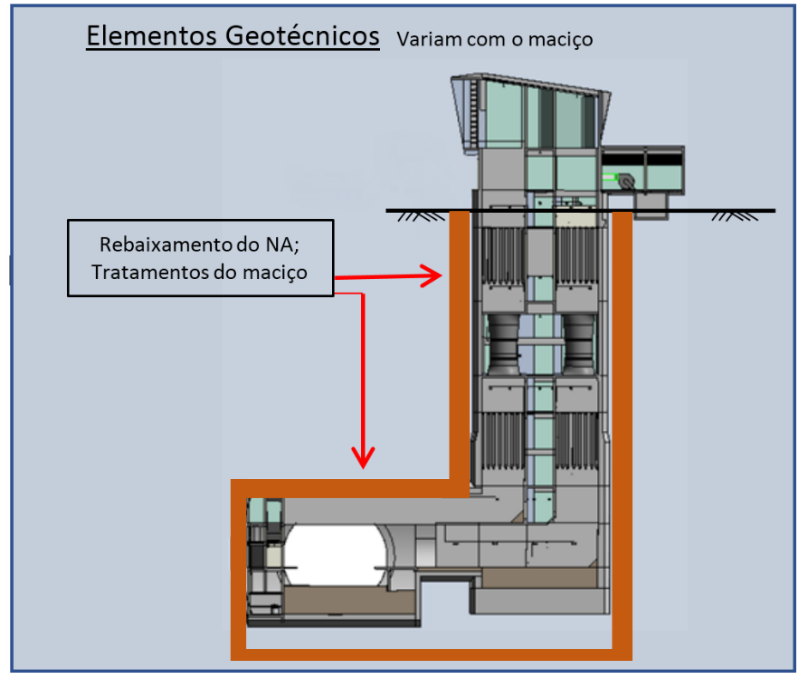 Elementos Geotécnicos Variam com o maciço
Rebaixamento do NA;
Tratamentos do maciço